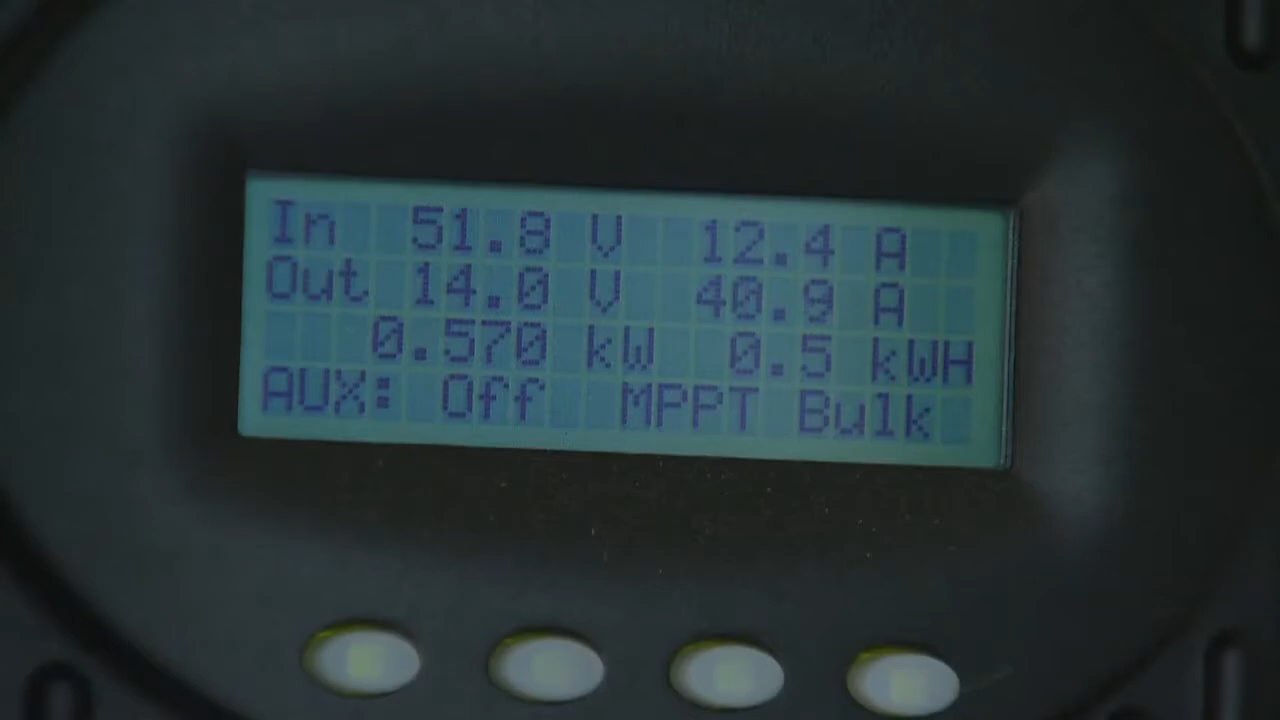 In 51.8 V 12.4 A
Out 14.0 V 40.9 A
0.570 kW 0.5 kWH
AUX: Off MPPT Bulk